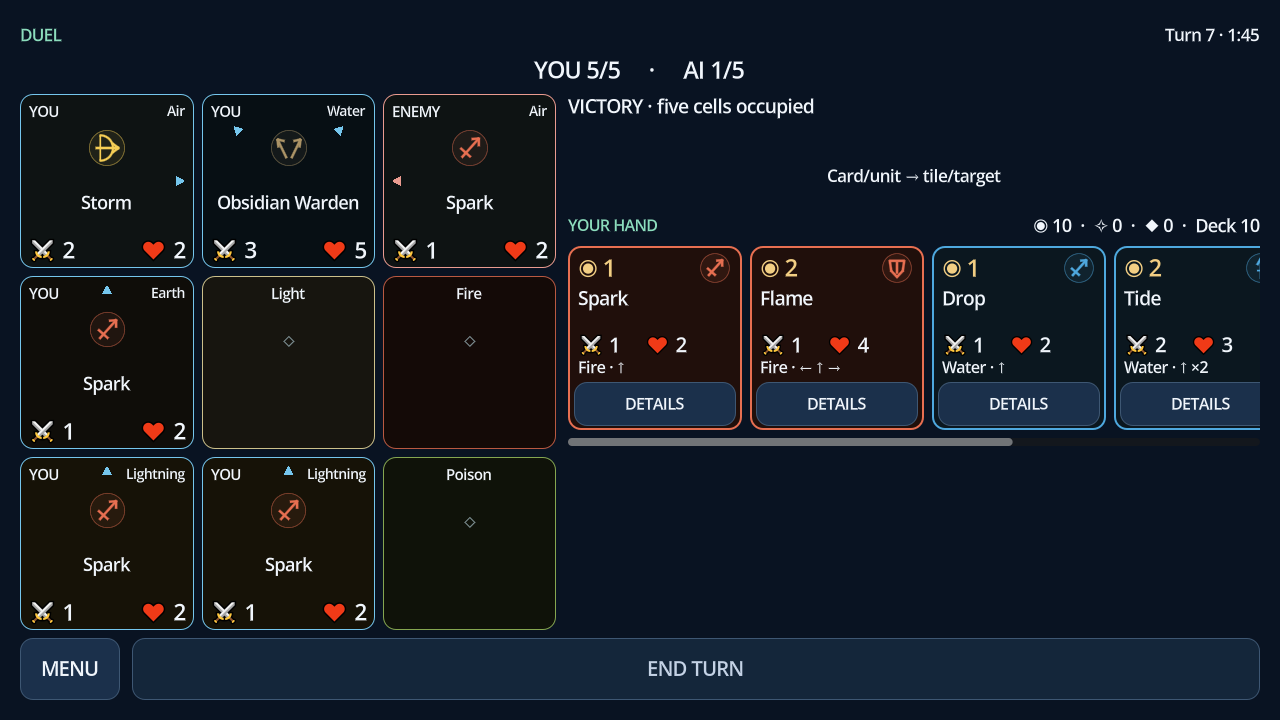 DUEL
Turn 7 · 1:45
YOU 5/5 · AI 1/5
YOU Air
Storm
2 2
YOU Water
Obsidian Warden
3 5
ENEMY Air
Spark
1 2
VICTORY · five cells occupied
Card/unit → tile/target
YOUR HAND
◉ 10 · ✧ 0 · ◆ 0 · Deck 10
◉ 1
Spark
1 2
Fire · ↑
DETAILS
◉ 2
Flame
1 4
Fire · ← ↑ →
DETAILS
◉ 1
Drop
1 2
Water · ↑
DETAILS
◉ 2
Tide
2 3
Water · ↑ ×2
DETAILS
YOU Earth
Spark
1 2
Light
◇
Fire
◇
YOU Lightning
Spark
1 2
YOU Lightning
Spark
1 2
Poison
◇
MENU
END TURN